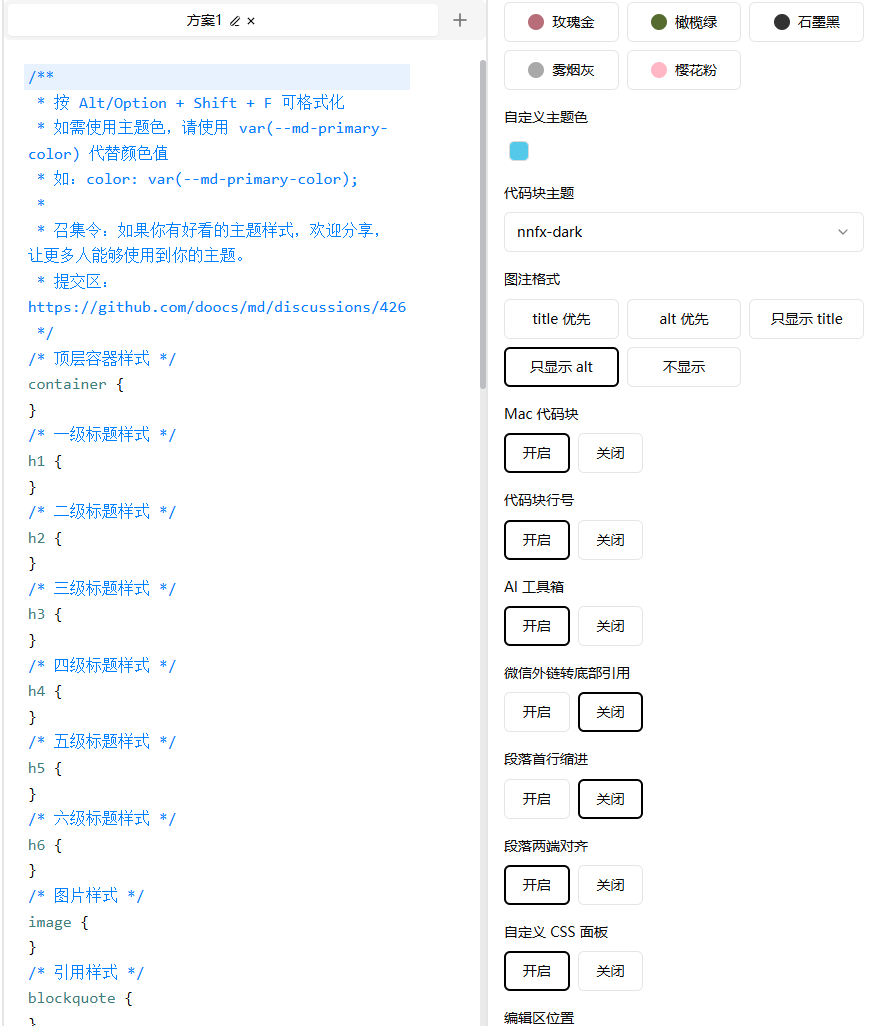 方案1
/**
 * 按 Alt/Option + Shift + F 可格式化
 * 如需使用主题色，请使用 var(--md-primary-
color) 代替颜色值
 * 如：color: var(--md-primary-color);
 *
 * 召集令：如果你有好看的主题样式，欢迎分享，
让更多人能够使用到你的主题。
 * 提交区：
https://github.com/doocs/md/discussions/426
 */
/* 顶层容器样式 */
container {
}
/* 一级标题样式 */
h1 {
}
/* 二级标题样式 */
h2 {
}
/* 三级标题样式 */
h3 {
}
/* 四级标题样式 */
h4 {
}
/* 五级标题样式 */
h5 {
}
/* 六级标题样式 */
h6 {
}
/* 图片样式 */
image {
}
/* 引用样式 */
blockquote {
}
玫瑰金 橄榄绿 石墨黑
雾烟灰 樱花粉
自定义主题色
代码块主题
nnfx-dark
图注格式
title 优先 alt 优先 只显示 title
只显示 alt 不显示
Mac 代码块
开启 关闭
代码块行号
开启 关闭
AI 工具箱
开启 关闭
微信外链转底部引用
开启 关闭
段落首行缩进
开启 关闭
段落两端对齐
开启 关闭
自定义 CSS 面板
开启 关闭
编辑区位置